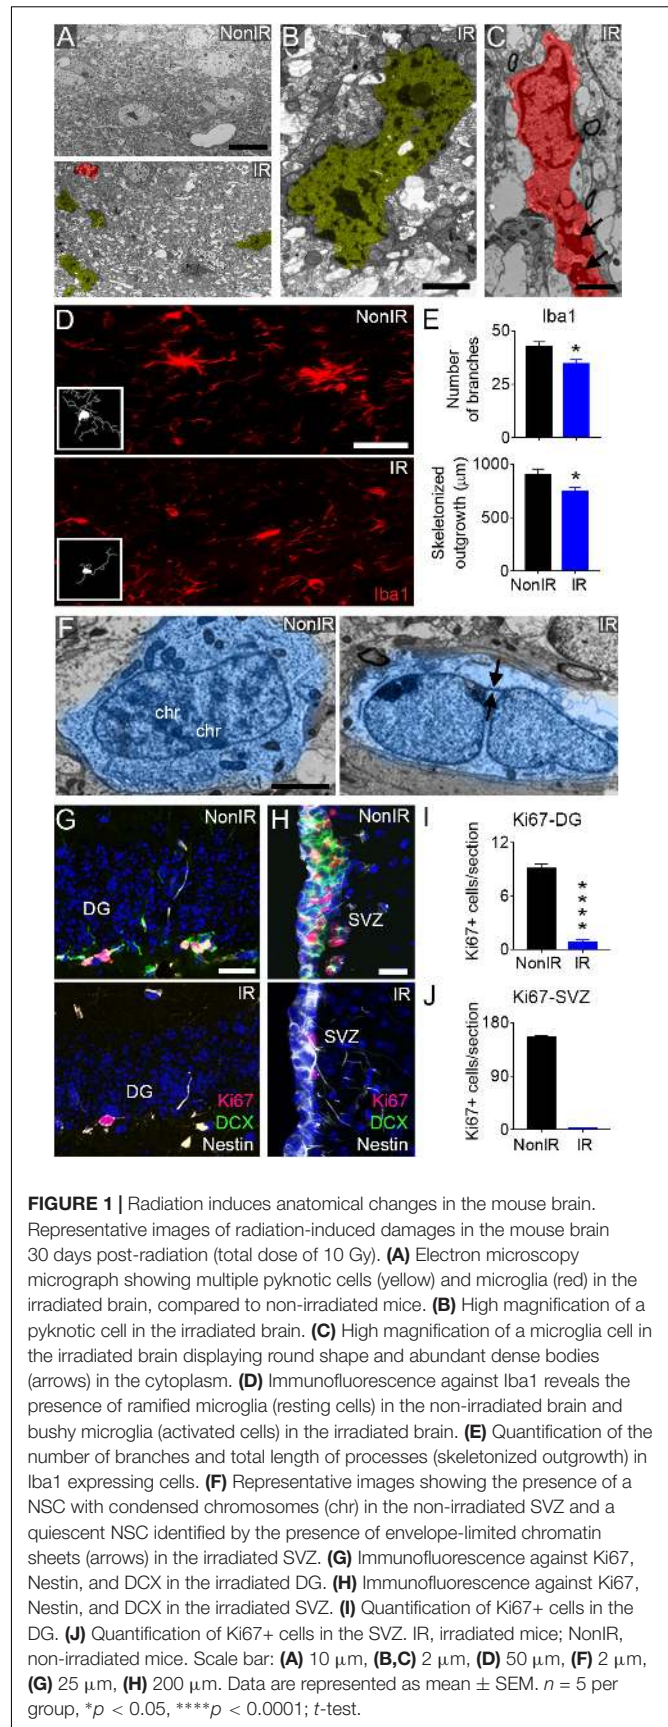 A
NonIR
IR
B
IR
C
IR
D
NonIR
IR
Iba1
E
Iba1
Number
of branches
50
25
0
*
Skeletonized
outgrowth (μm)
1000
500
0
*
NonIR
IR
F
NonIR
chr
chr
IR
G
NonIR
DG
IR
DG
Ki67
DCX
Nestin
H
NonIR
SVZ
IR
SVZ
Ki67
DCX
Nestin
I
Ki67-DG
Ki67+ cells/section
12
6
0
****
NonIR
IR
J
Ki67-SVZ
Ki67+ cells/section
180
90
0
NonIR
IR
FIGURE 1 | Radiation induces anatomical changes in the mouse brain.
Representative images of radiation-induced damages in the mouse brain
30 days post-radiation (total dose of 10 Gy). (A) Electron microscopy
micrograph showing multiple pyknotic cells (yellow) and microglia (red) in the
irradiated brain, compared to non-irradiated mice. (B) High magnification of a
pyknotic cell in the irradiated brain. (C) High magnification of a microglia cell in
the irradiated brain displaying round shape and abundant dense bodies
(arrows) in the cytoplasm. (D) Immunofluorescence against Iba1 reveals the
presence of ramified microglia (resting cells) in the non-irradiated brain and
bushy microglia (activated cells) in the irradiated brain. (E) Quantification of the
number of branches and total length of processes (skeletonized outgrowth) in
Iba1 expressing cells. (F) Representative images showing the presence of a
NSC with condensed chromosomes (chr) in the non-irradiated SVZ and a
quiescent NSC identified by the presence of envelope-limited chromatin
sheets (arrows) in the irradiated SVZ. (G) Immunofluorescence against Ki67,
Nestin, and DCX in the irradiated DG. (H) Immunofluorescence against Ki67,
Nestin, and DCX in the irradiated SVZ. (I) Quantification of Ki67+ cells in the
DG. (J) Quantification of Ki67+ cells in the SVZ. IR, irradiated mice; NonIR,
non-irradiated mice. Scale bar: (A) 10 μm, (B,C) 2 μm, (D) 50 μm, (F) 2 μm,
(G) 25 μm, (H) 200 μm. Data are represented as mean ± SEM. n = 5 per
group, *p < 0.05, ****p < 0.0001; t-test.